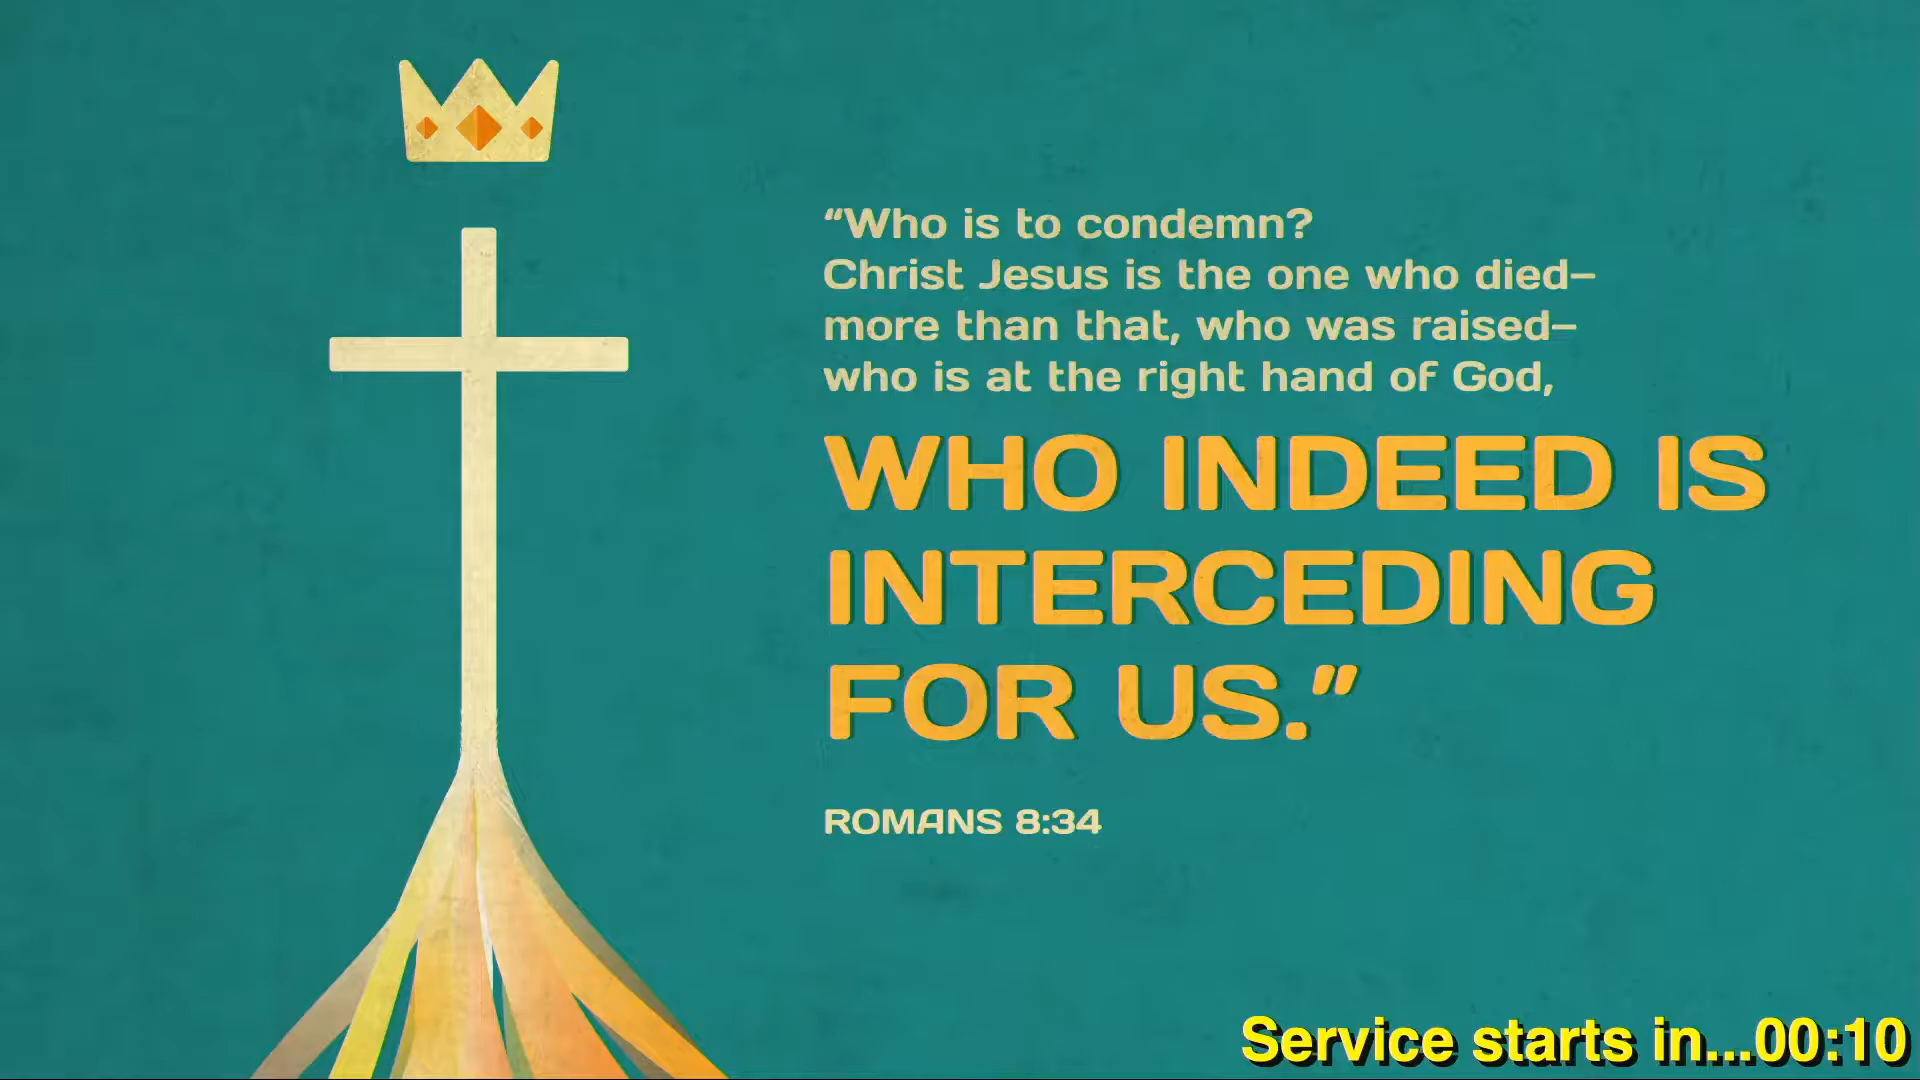 “Who is to condemn?
Christ Jesus is the one who died–
more than that, who was raised–
who is at the right hand of God,
WHO INDEED IS
INTERCEDING
FOR US.”
ROMANS 8:34
Service starts in...00:10